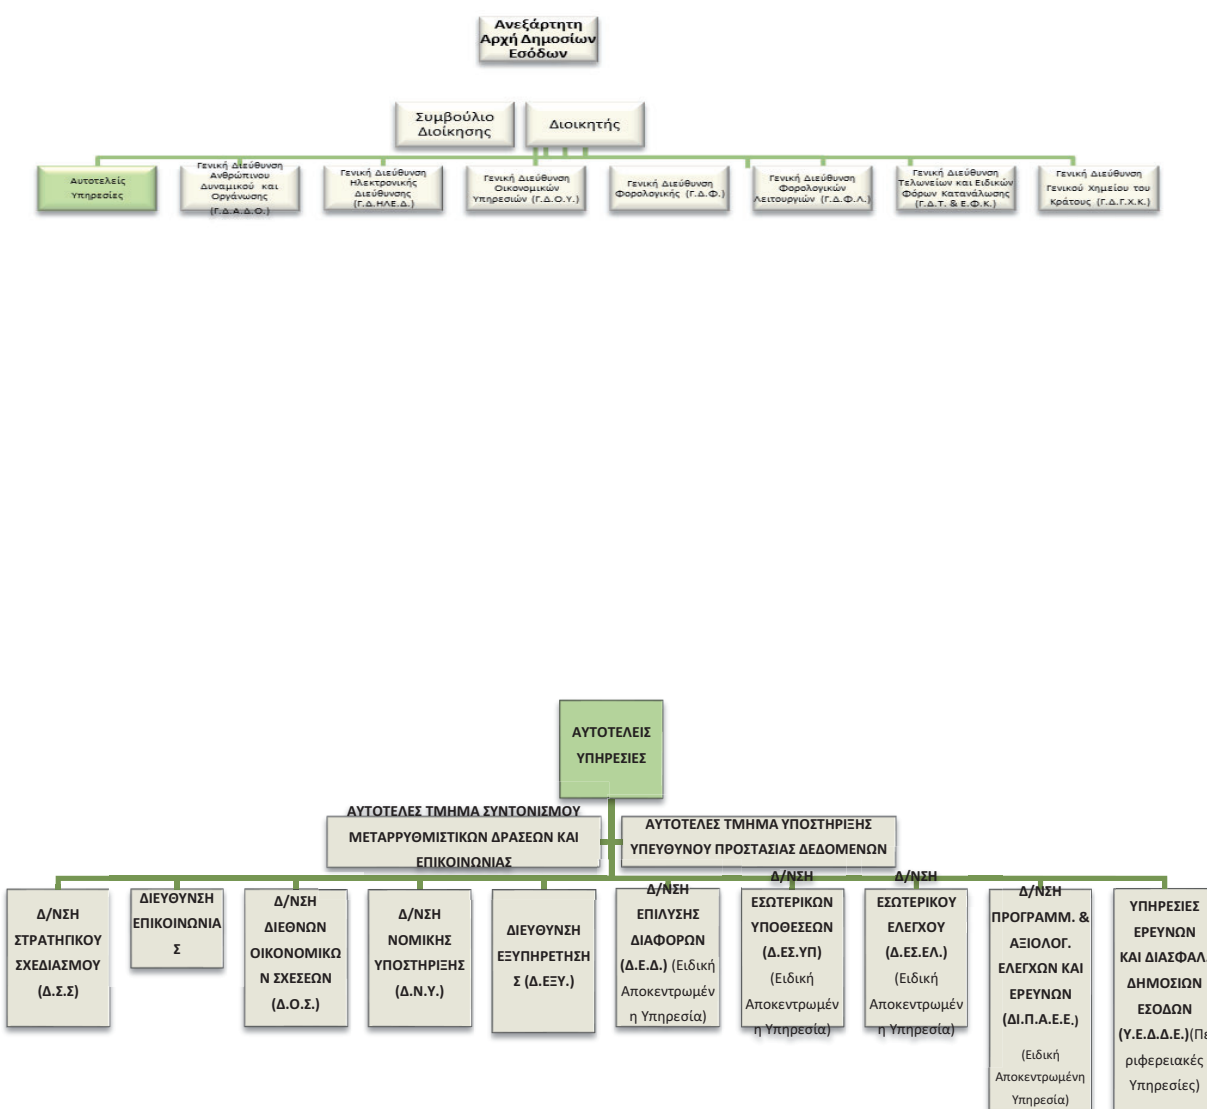 Ανεξάρτητη
Αρχή Δημοσίων
Εσόδων
Συμβούλιο
Διοίκησης
Διοικητής
Αυτοτελείς
Υπηρεσίες
Γενική Διεύθυνση
Ανθρώπινου
Δυναμικού και
Οργάνωσης
(Γ.Δ.Α.Δ.Ο.)
Γενική Διεύθυνση
Ηλεκτρονικής
Διεύθυνσης
(Γ.Δ.ΗΛΕ.Δ.)
Γενική Διεύθυνση
Οικονομικών
Υπηρεσιών (Γ.Δ.Ο.Υ.)
Γενική Διεύθυνση
Φορολογικής (Γ.Δ.Φ.)
Γενική Διεύθυνση
Φορολογικών
Λειτουργιών (Γ.Δ.Φ.Λ.)
Γενική Διεύθυνση
Τελωνείων και Ειδικών
Φόρων Κατανάλωσης
(Γ.Δ.Τ. & Ε.Φ.Κ.)
Γενική Διεύθυνση
Γενικού Χημείου του
Κράτους (Γ.Δ.Γ.Χ.Κ.)
ΑΥΤΟΤΕΛΕΙΣ
ΥΠΗΡΕΣΙΕΣ
ΑΥΤΟΤΕΛΕΣ ΤΜΗΜΑ ΣΥΝΤΟΝΙΣΜΟΥ
ΜΕΤΑΡΡΥΘΜΙΣΤΙΚΩΝ ΔΡΑΣΕΩΝ ΚΑΙ
ΕΠΙΚΟΙΝΩΝΙΑΣ
ΑΥΤΟΤΕΛΕΣ ΤΜΗΜΑ ΥΠΟΣΤΗΡΙΞΗΣ
ΥΠΕΥΘΥΝΟΥ ΠΡΟΣΤΑΣΙΑΣ ΔΕΔΟΜΕΝΩΝ
Δ/ΝΣΗ
ΣΤΡΑΤΗΓΙΚΟΥ
ΣΧΕΔΙΑΣΜΟΥ
(Δ.Σ.Σ)
ΔΙΕΥΘΥΝΣΗ
ΕΠΙΚΟΙΝΩΝΙΑ
Σ
Δ/ΝΣΗ
ΔΙΕΘΝΩΝ
ΟΙΚΟΝΟΜΙΚΩ
Ν ΣΧΕΣΕΩΝ
(Δ.Ο.Σ.)
Δ/ΝΣΗ
ΝΟΜΙΚΗΣ
ΥΠΟΣΤΗΡΙΞΗΣ
(Δ.Ν.Υ.)
ΔΙΕΥΘΥΝΣΗ
ΕΞΥΠΗΡΕΤΗΣΗ
Σ (Δ.ΕΞΥ.)
Δ/ΝΣΗ
ΕΠΙΛΥΣΗΣ
ΔΙΑΦΟΡΩΝ
(Δ.Ε.Δ.) (Ειδική
Αποκεντρωμέν
η Υπηρεσία)
Δ/ΝΣΗ
ΕΣΩΤΕΡΙΚΩΝ
ΥΠΟΘΕΣΕΩΝ
(Δ.ΕΣ.ΥΠ)
(Ειδική
Αποκεντρωμέν
η Υπηρεσία)
Δ/ΝΣΗ
ΕΣΩΤΕΡΙΚΟΥ
ΕΛΕΓΧΟΥ
(Δ.ΕΣ.ΕΛ.)
(Ειδική
Αποκεντρωμέν
η Υπηρεσία)
Δ/ΝΣΗ
ΠΡΟΓΡΑΜΜ. &
ΑΞΙΟΛΟΓ.
ΕΛΕΓΧΩΝ ΚΑΙ
ΕΡΕΥΝΩΝ
(ΔΙ.Π.Α.Ε.Ε.)
(Ειδική
Αποκεντρωμένη
Υπηρεσία)
ΥΠΗΡΕΣΙΕΣ
ΕΡΕΥΝΩΝ
ΚΑΙ ΔΙΑΣΦΑΛ.
ΔΗΜΟΣΙΩΝ
ΕΣΟΔΩΝ
(Υ.Ε.Δ.Δ.Ε.)(Πε
ριφερειακές
Υπηρεσίες)